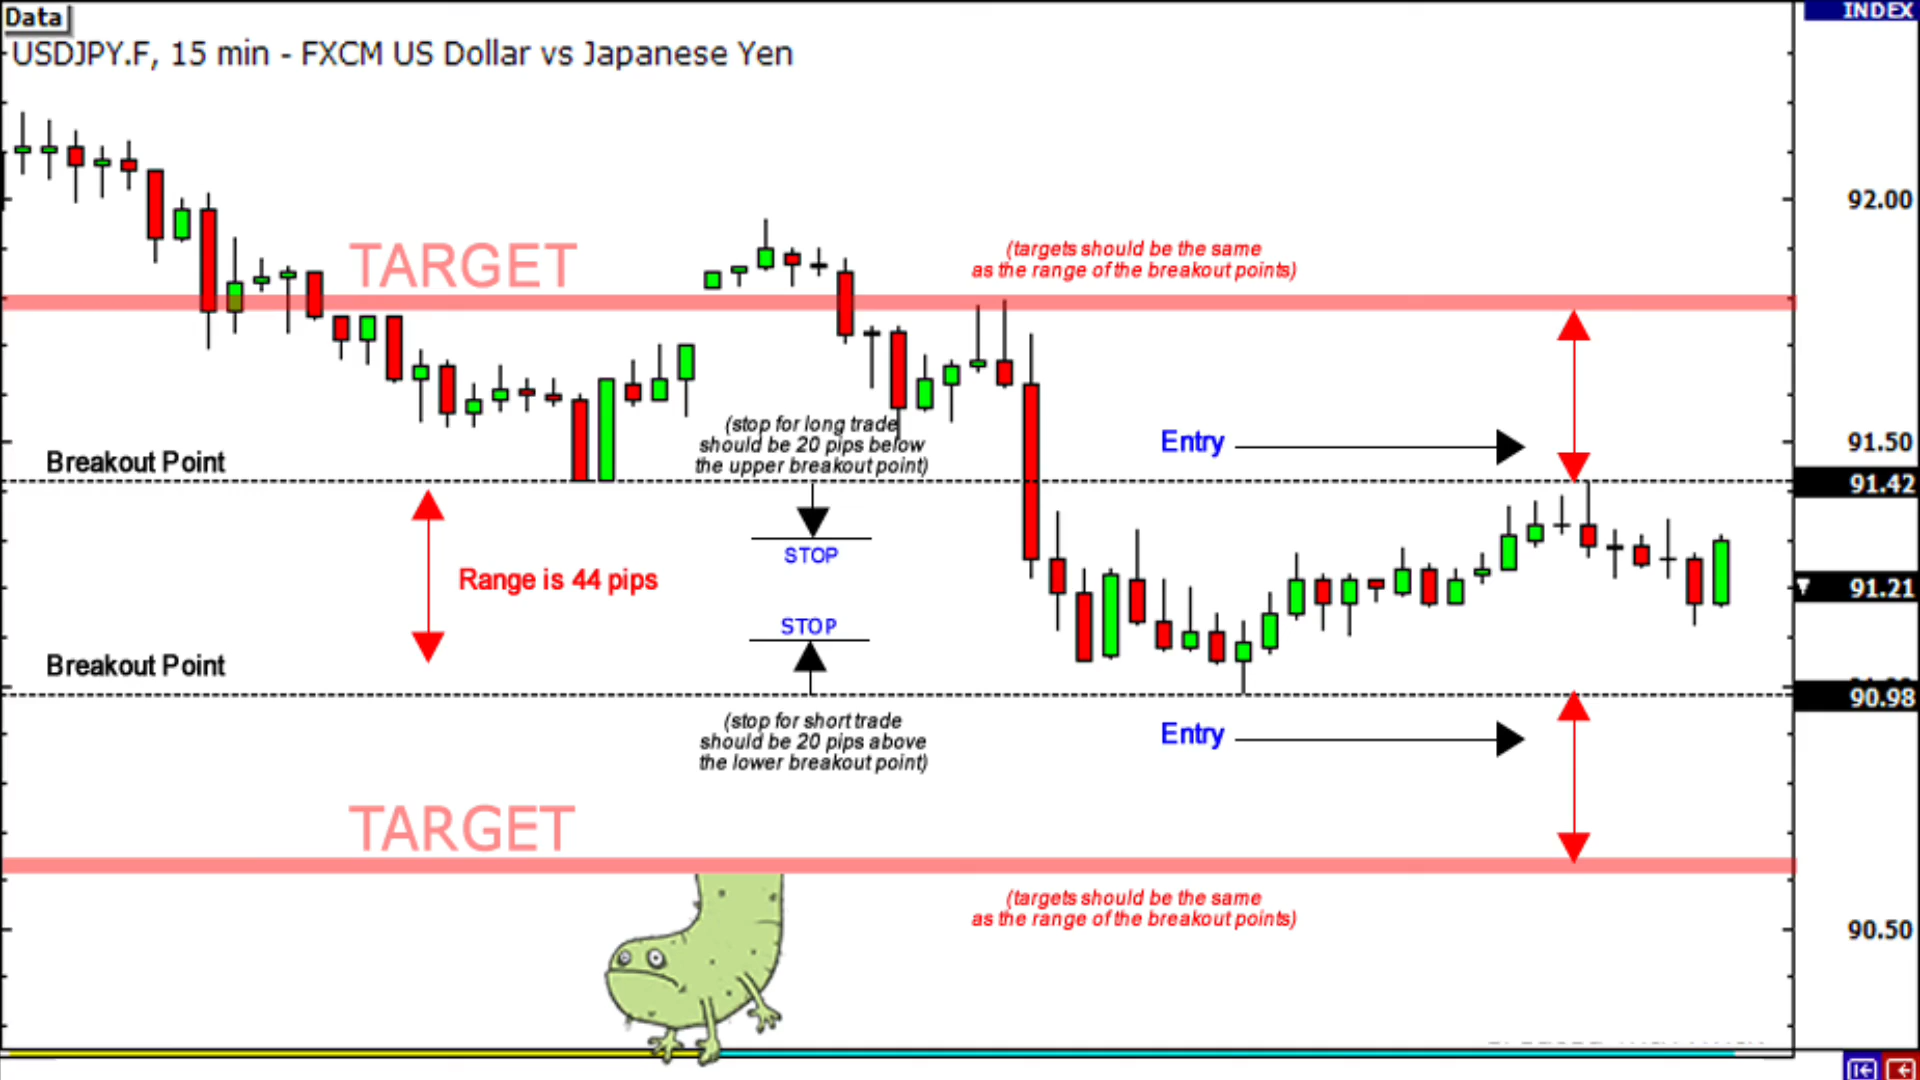 Data
INDEX
USDJPY.F, 15 min - FXCM US Dollar vs Japanese Yen
92.00
TARGET
(targets should be the same
as the range of the breakout points)
(stop for long trade
should be 20 pips below
the upper breakout point)
Entry
91.50
Breakout Point
91.42
STOP
Range is 44 pips
91.21
STOP
Breakout Point
90.98
(stop for short trade
should be 20 pips above
the lower breakout point)
Entry
TARGET
(targets should be the same
as the range of the breakout points)
90.50